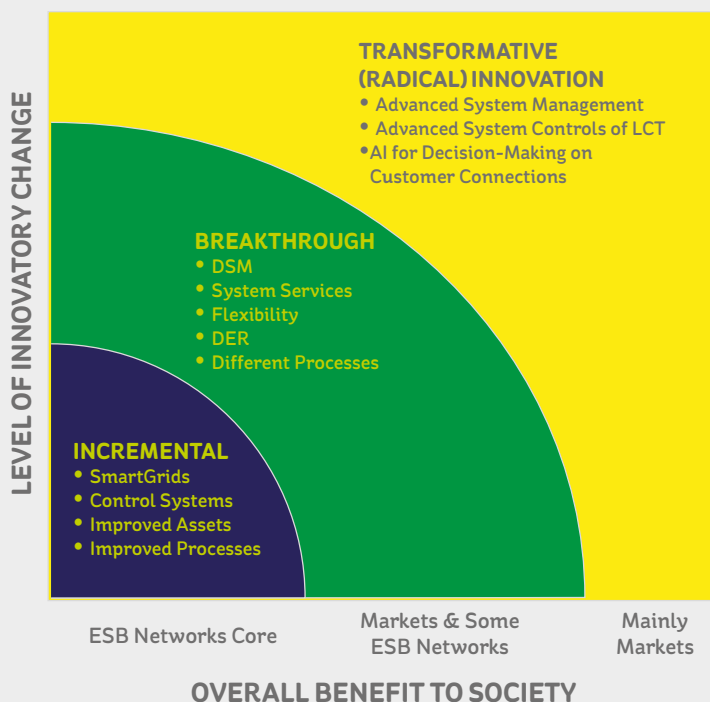 LEVEL OF INNOVATORY CHANGE
TRANSFORMATIVE
(RADICAL) INNOVATION
• Advanced System Management
• Advanced System Controls of LCT
• AI for Decision-Making on
Customer Connections
BREAKTHROUGH
• DSM
• System Services
• Flexibility
• DER
• Different Processes
INCREMENTAL
• SmartGrids
• Control Systems
• Improved Assets
• Improved Processes
ESB Networks Core
Markets & Some
ESB Networks
Mainly
Markets
OVERALL BENEFIT TO SOCIETY